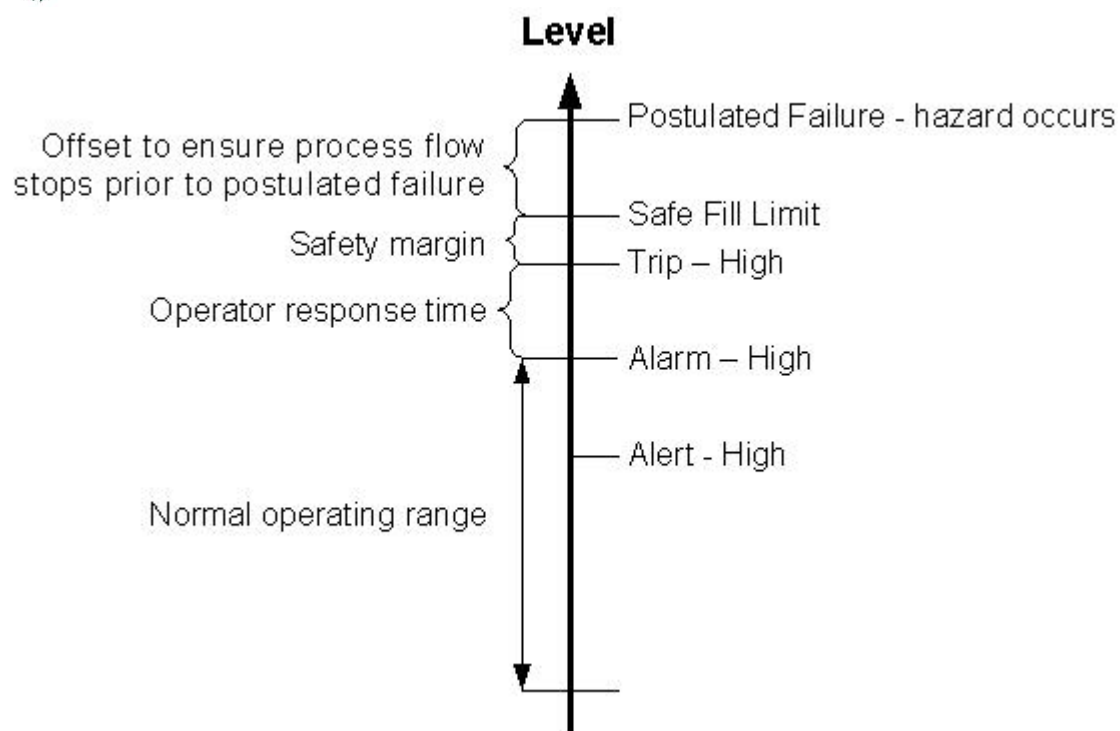 Level
Postulated Failure - hazard occurs
Offset to ensure process flow
stops prior to postulated failure
Safe Fill Limit
Safety margin
Trip – High
Operator response time
Alarm – High
Alert - High
Normal operating range